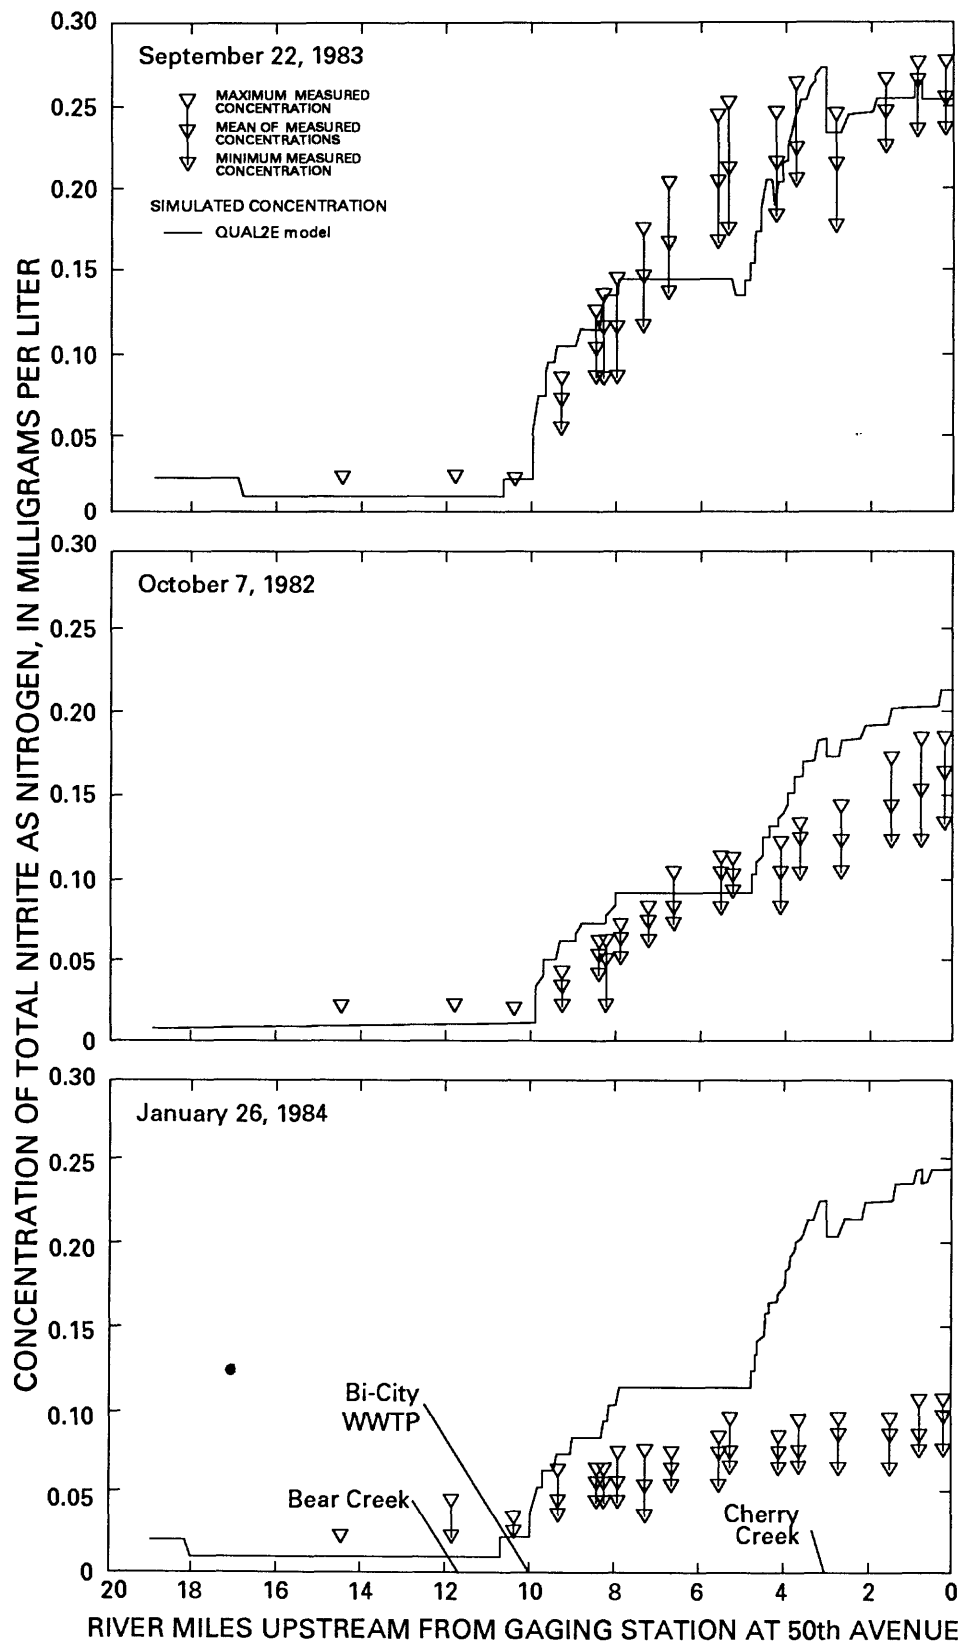 CONCENTRATION OF TOTAL NITRITE AS NITROGEN, IN MILLIGRAMS PER LITER
0.30
0.25
0.20
0.15
0.10
0.05
0
September 22, 1983
MAXIMUM MEASURED
CONCENTRATION
MEAN OF MEASURED
CONCENTRATIONS
MINIMUM MEASURED
CONCENTRATION
SIMULATED CONCENTRATION
QUAL2E model
0.30
0.25
0.20
0.15
0.10
0.05
0
October 7, 1982
0.30
0.25
0.20
0.15
0.10
0.05
0
January 26, 1984
Bi-City
WWTP
Bear Creek
Cherry
Creek
20 18 16 14 12 10 8 6 4 2 0
RIVER MILES UPSTREAM FROM GAGING STATION AT 50th AVENUE